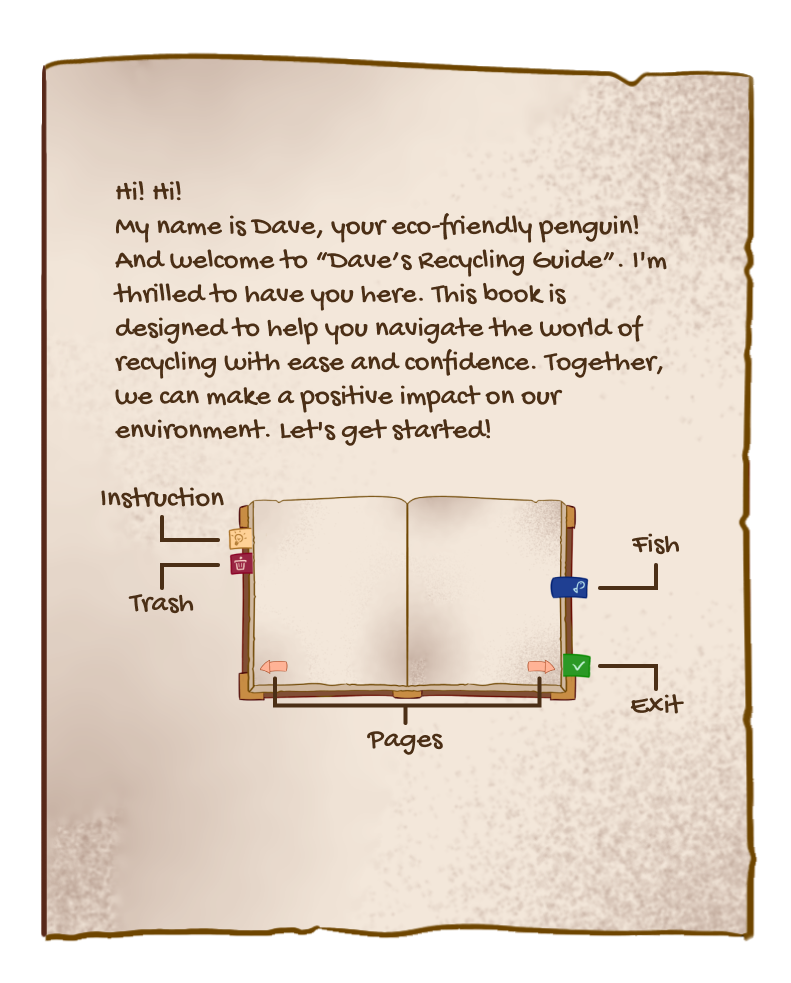 Hi! Hi!
My name is Dave, your eco-friendly penguin!
And welcome to “Dave’s Recycling Guide”. I'm
thrilled to have you here. This book is
designed to help you navigate the world of
recycling with ease and confidence. Together,
we can make a positive impact on our
environment. Let's get started!
Instruction
Fish
Trash
Exit
Pages